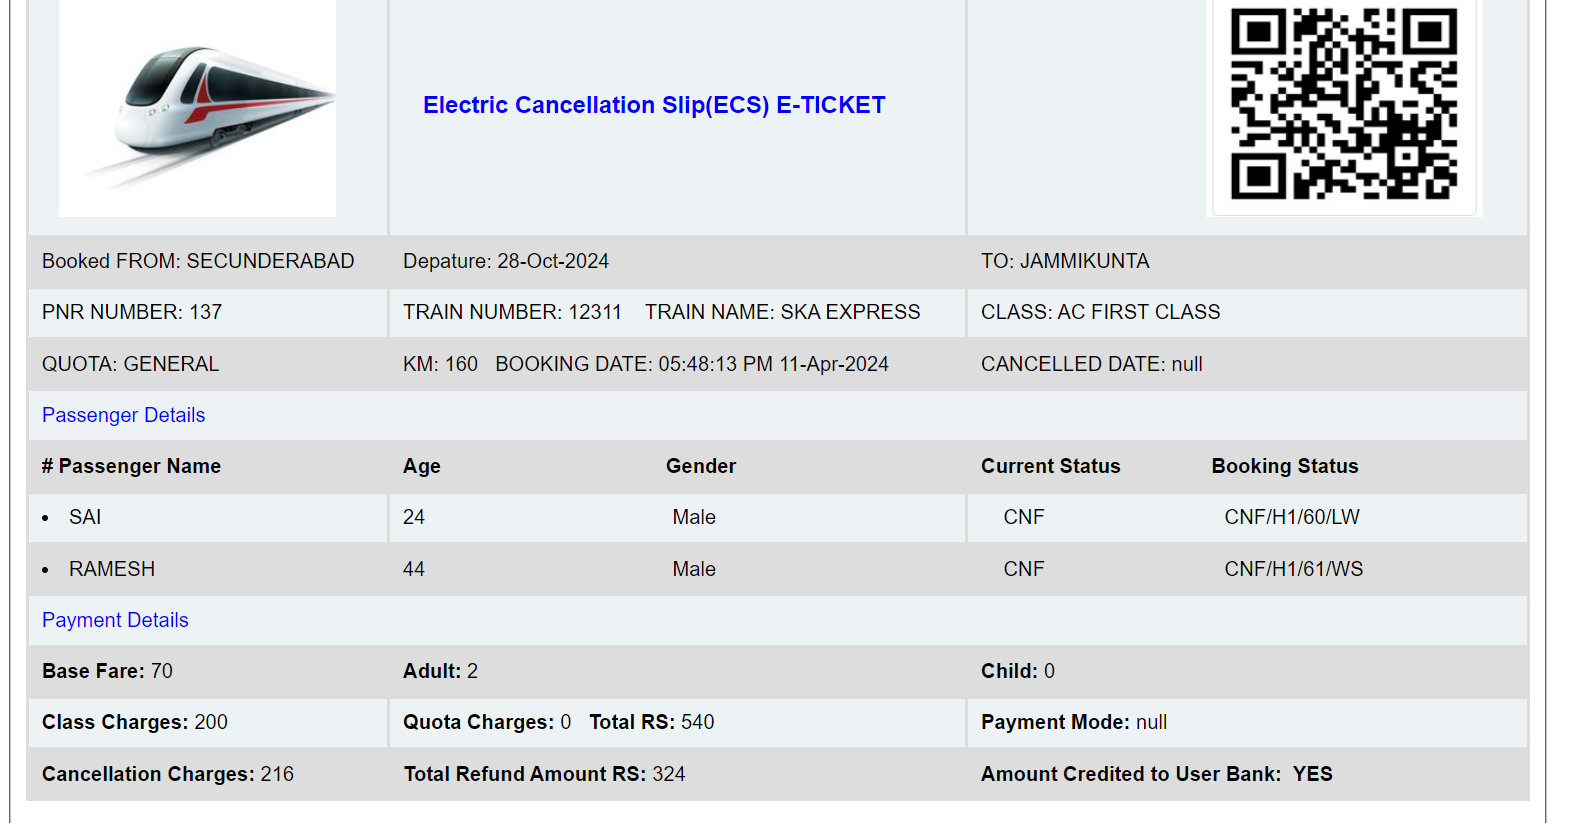 Electric Cancellation Slip(ECS) E-TICKET
Booked FROM: SECUNDERABAD Depature: 28-Oct-2024 TO: JAMMIKUNTA
PNR NUMBER: 137 TRAIN NUMBER: 12311 TRAIN NAME: SKA EXPRESS CLASS: AC FIRST CLASS
QUOTA: GENERAL KM: 160 BOOKING DATE: 05:48:13 PM 11-Apr-2024 CANCELLED DATE: null
Passenger Details
# Passenger Name Age Gender Current Status Booking Status
• SAI 24 Male CNF CNF/H1/60/LW
• RAMESH 44 Male CNF CNF/H1/61/WS
Payment Details
Base Fare: 70 Adult: 2 Child: 0
Class Charges: 200 Quota Charges: 0 Total RS: 540 Payment Mode: null
Cancellation Charges: 216 Total Refund Amount RS: 324 Amount Credited to User Bank: YES